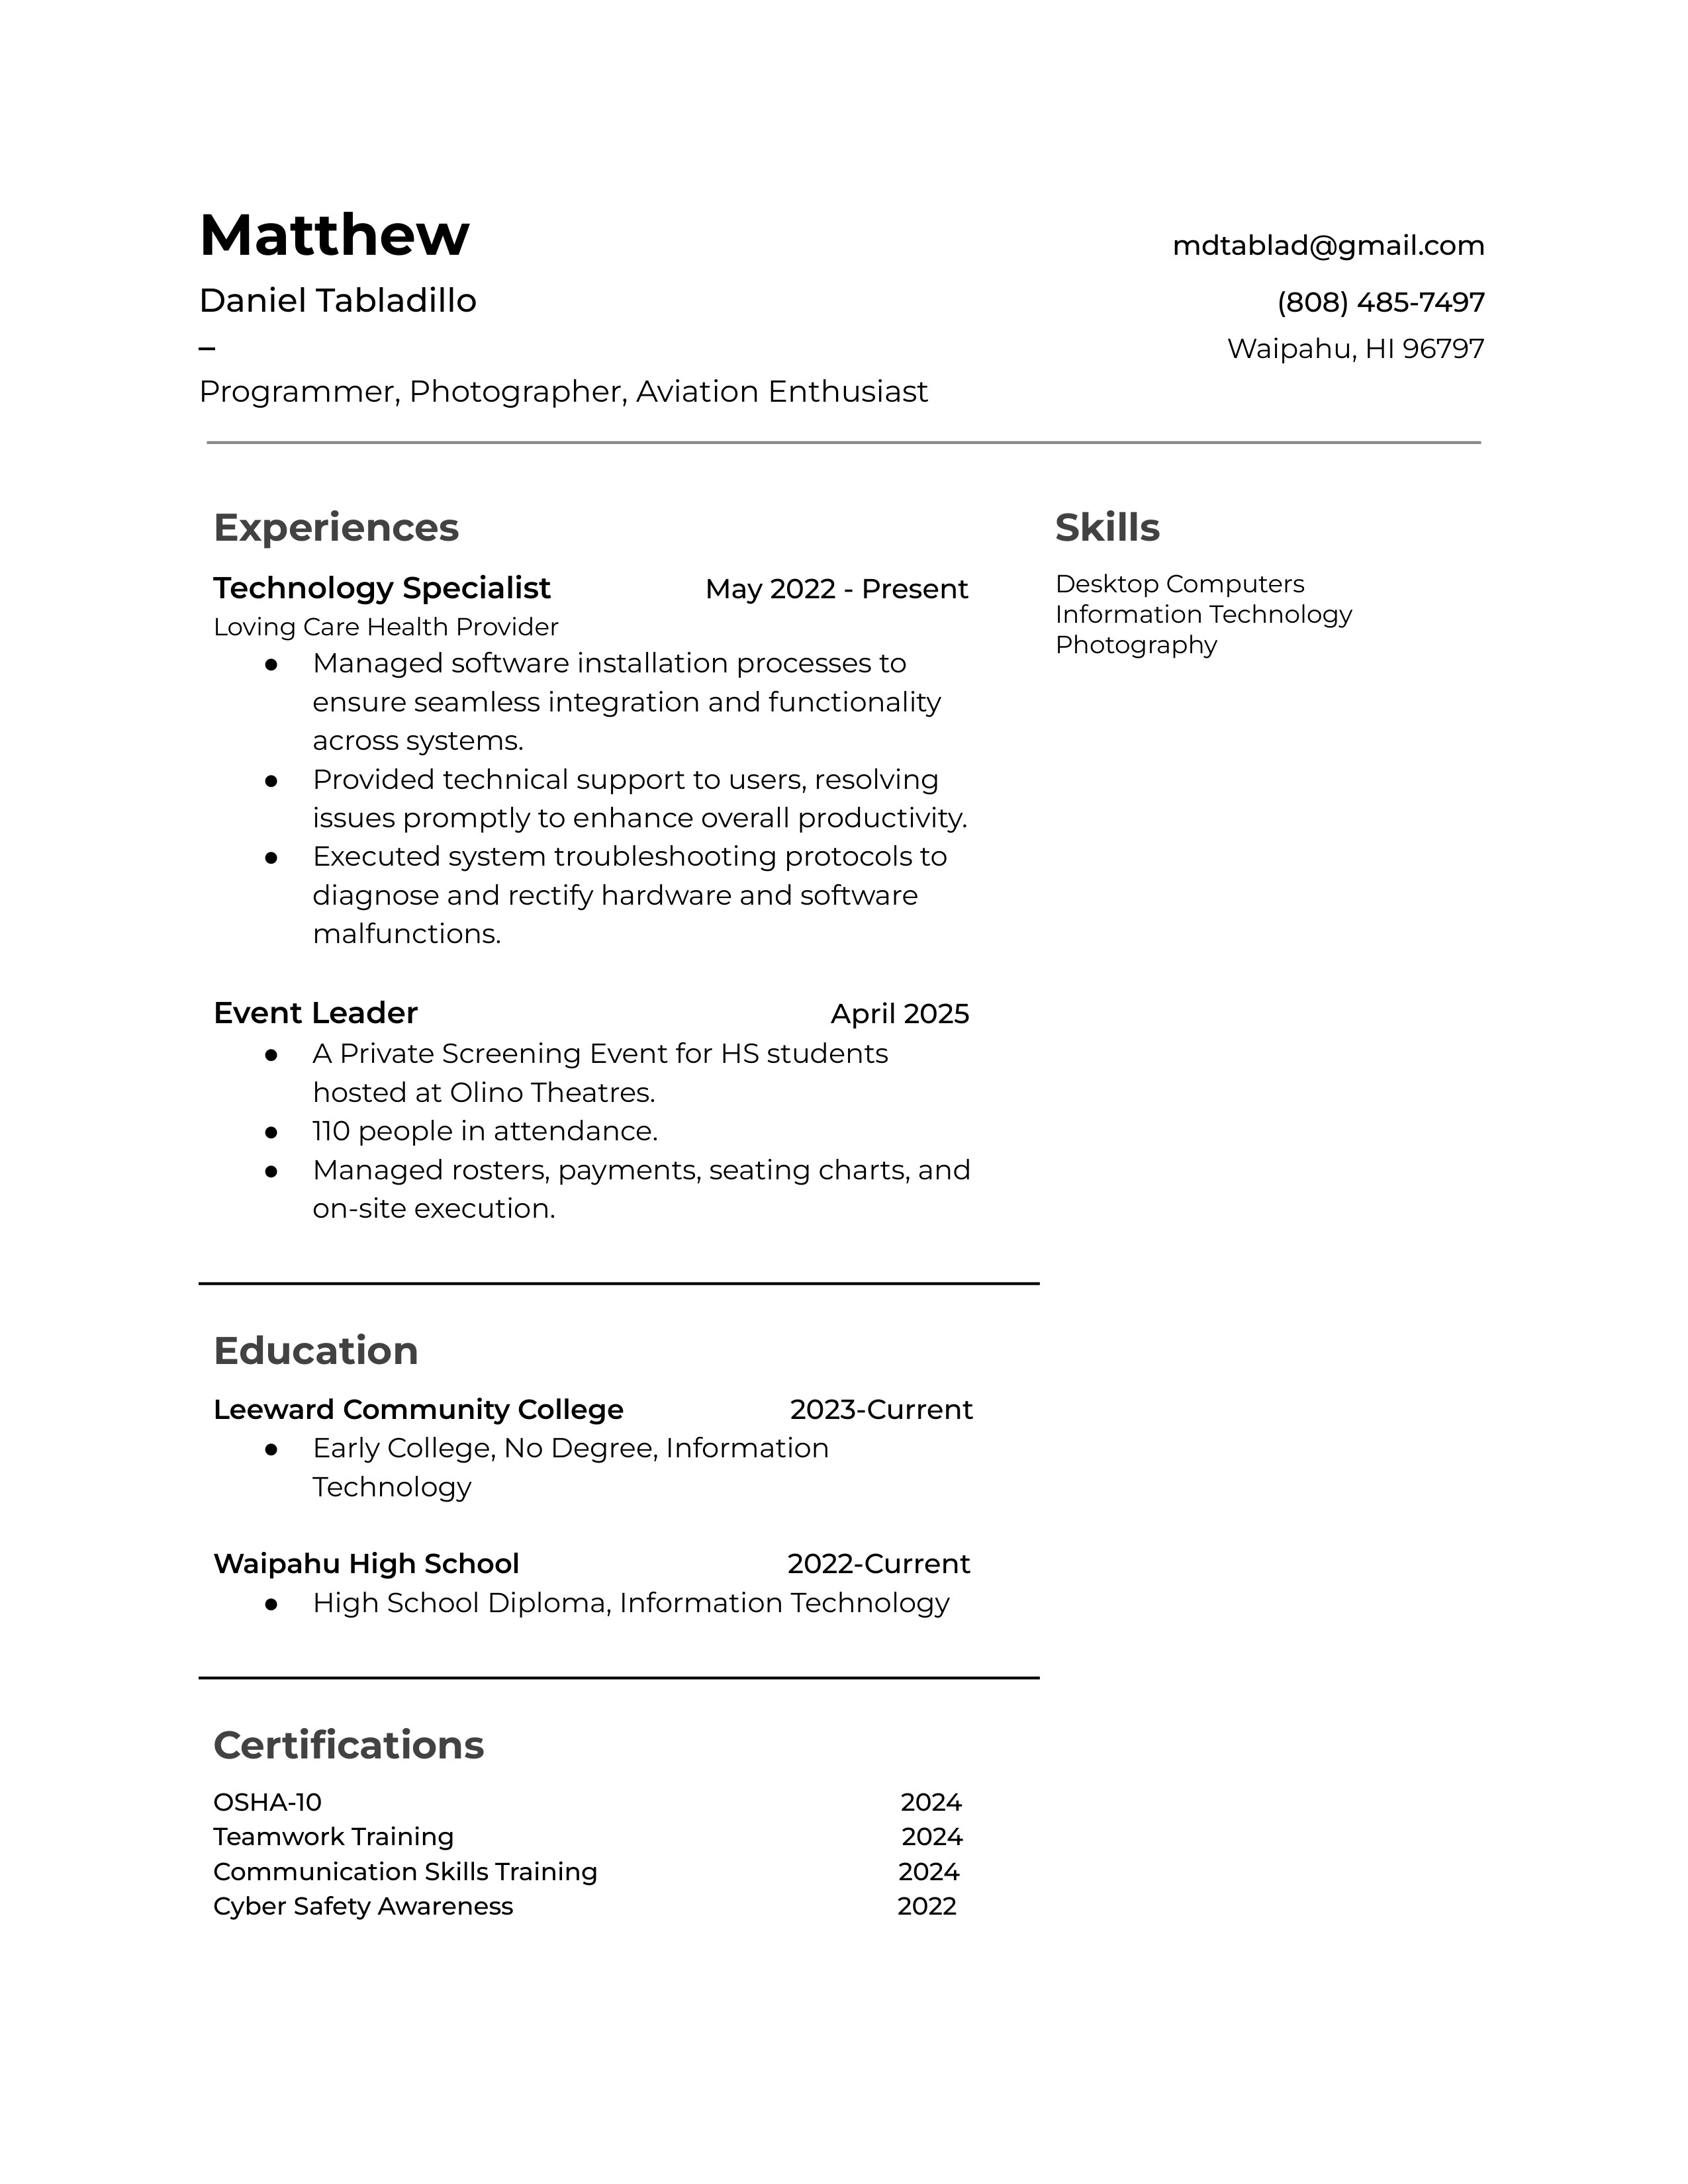 Matthew
Daniel Tabladillo
–
Programmer, Photographer, Aviation Enthusiast
mdtablad@gmail.com
(808) 485-7497
Waipahu, HI 96797
Experiences
Technology Specialist May 2022 - Present
Loving Care Health Provider
● Managed software installation processes to
ensure seamless integration and functionality
across systems.
● Provided technical support to users, resolving
issues promptly to enhance overall productivity.
● Executed system troubleshooting protocols to
diagnose and rectify hardware and software
malfunctions.
Event Leader April 2025
● A Private Screening Event for HS students
hosted at Olino Theatres.
● 110 people in attendance.
● Managed rosters, payments, seating charts, and
on-site execution.
Education
Leeward Community College 2023-Current
● Early College, No Degree, Information
Technology
Waipahu High School 2022-Current
● High School Diploma, Information Technology
Certifications
OSHA-10 2024
Teamwork Training 2024
Communication Skills Training 2024
Cyber Safety Awareness 2022
Skills
Desktop Computers
Information Technology
Photography